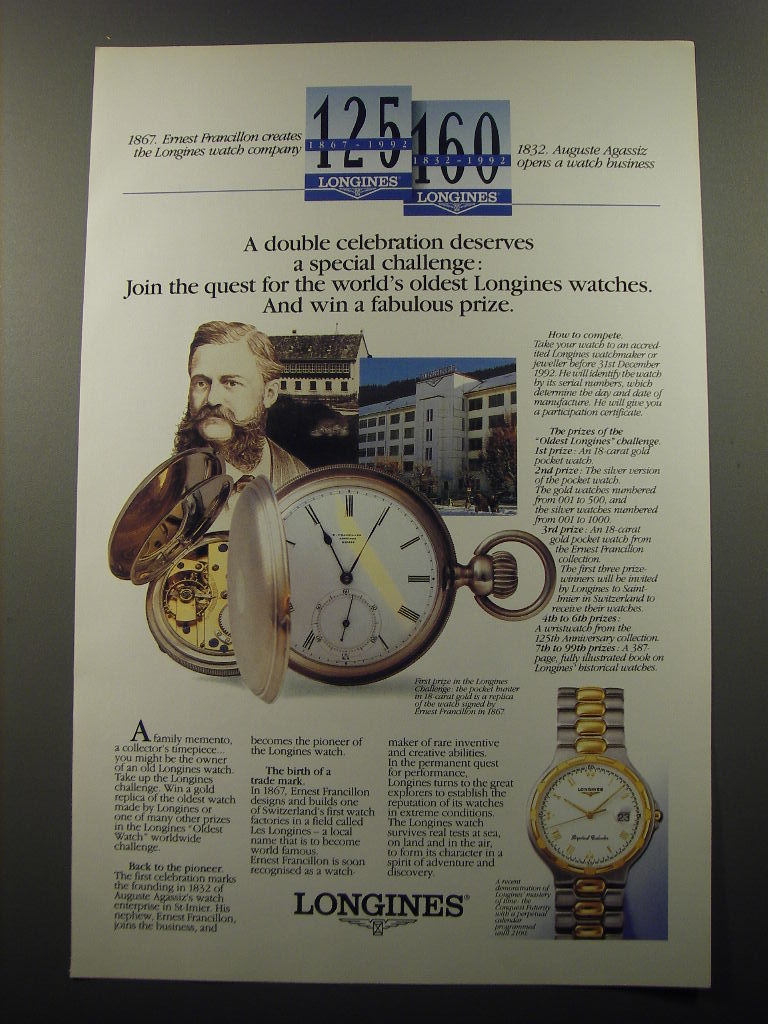 1867. Ernest Francillon creates
the Longines watch company
125
1867-1992
LONGINES
160
1832-1992
LONGINES
1832. Auguste Agassiz
opens a watch business
A double celebration deserves
a special challenge:
Join the quest for the world's oldest Longines watches.
And win a fabulous prize.
How to compete.
Take your watch to an accred-
ited Longines watchmaker or
jeweller before 31st December
1992. He will identify the watch
by its serial numbers, which
determine the day and date of
manufacture. He will give you
a participation certificate.
The prizes of the
"Oldest Longines" challenge.
1st prize: An 18-carat gold
pocket watch.
2nd prize: The silver version
of the pocket watch.
The gold watches numbered
from 001 to 500, and
the silver watches numbered
from 001 to 1000.
3rd prize: An 18-carat
gold pocket watch from
the Ernest Francillon
collection.
The first three prize-
winners will be invited
by Longines to Saint-
Imier in Switzerland to
receive their watches.
4th to 6th prizes:
A wristwatch from the
125th Anniversary collection.
7th to 99th prizes: A 387-
page, fully illustrated book on
Longines' historical watches.
First prize in the Longines
Challenge: the pocket hunter
in 18-carat gold is a replica
of the watch signed by
Ernest Francillon in 1867.
A family memento,
a collector's timepiece...
you might be the owner
of an old Longines watch.
Take up the Longines
challenge. Win a gold
replica of the oldest watch
made by Longines or
one of many other prizes
in the Longines "Oldest
Watch" worldwide
challenge.
Back to the pioneer.
The first celebration marks
the founding in 1832 of
Auguste Agassiz's watch
enterprise in St-Imier. His
nephew, Ernest Francillon,
joins the business, and
becomes the pioneer of
the Longines watch.
The birth of a
trade mark.
In 1867, Ernest Francillon
designs and builds one
of Switzerland's first watch
factories in a field called
Les Longines – a local
name that is to become
world famous.
Ernest Francillon is soon
recognised as a watch-
maker of rare inventive
and creative abilities.
In the permanent quest
for performance,
Longines turns to the great
explorers to establish the
reputation of its watches
in extreme conditions.
The Longines watch
survives real tests at sea,
on land and in the air,
to form its character in a
spirit of adventure and
discovery.
LONGINES
Perpetual Calendar
23
A recent
demonstration of
Longines' mastery
of time: the
Conquest Futurity
with a perpetual
calendar
programmed
until 2100.
LONGINES®